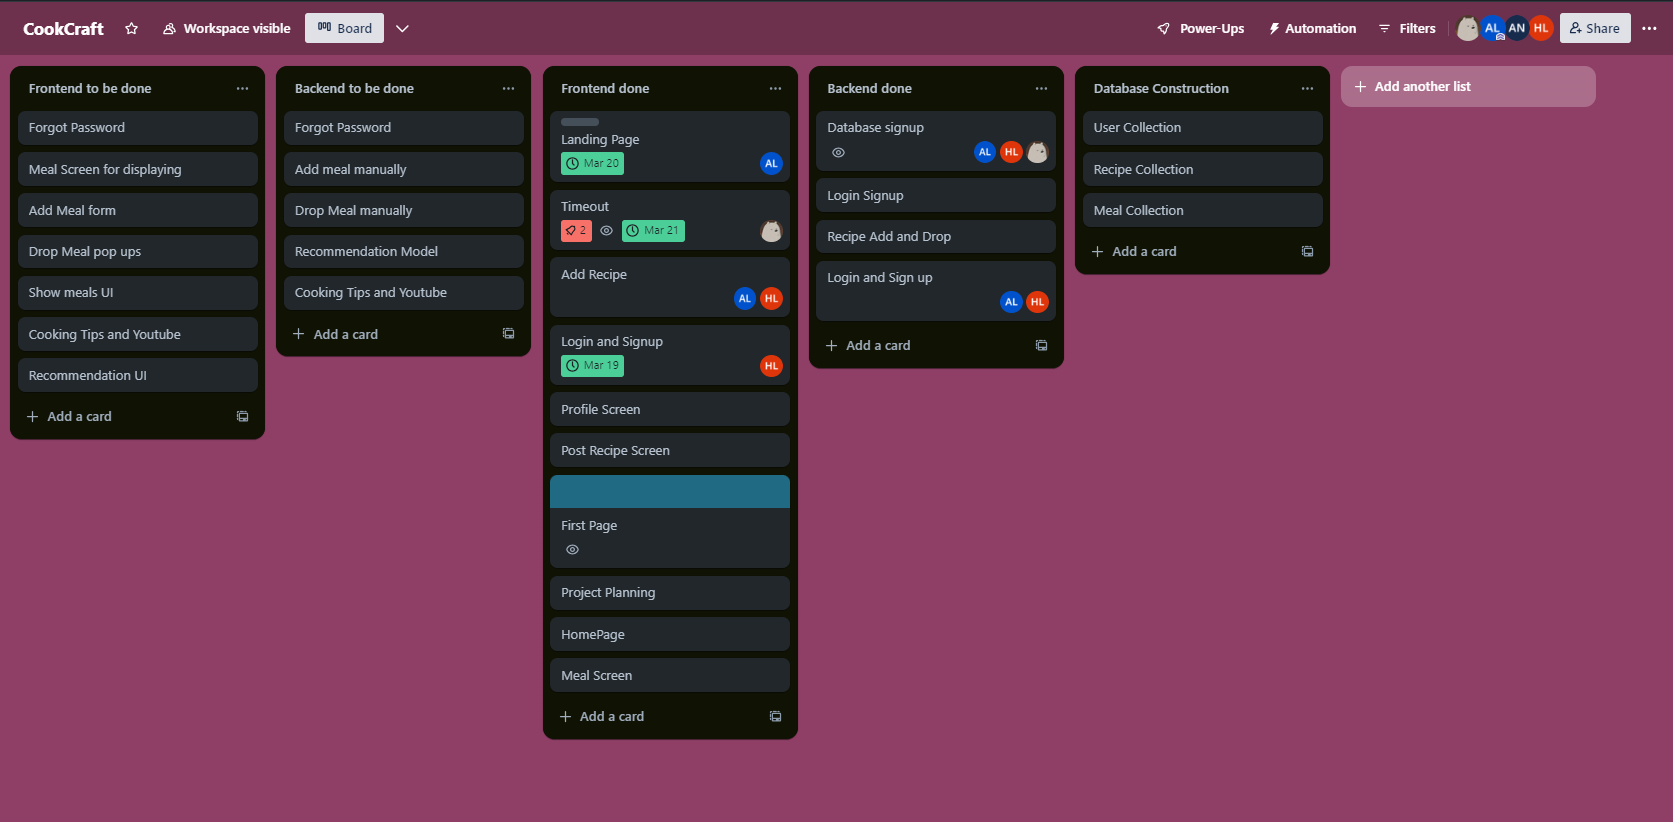 CookCraft
Workspace visible
Board
Power-Ups
Automation
Filters
AL
AN
HL
Share
Frontend to be done
Forgot Password
Meal Screen for displaying
Add Meal form
Drop Meal pop ups
Show meals UI
Cooking Tips and Youtube
Recommendation UI
Add a card
Backend to be done
Forgot Password
Add meal manually
Drop Meal manually
Recommendation Model
Cooking Tips and Youtube
Add a card
Frontend done
Landing Page
Mar 20
AL
Timeout
2
Mar 21
Add Recipe
AL
HL
Login and Signup
Mar 19
HL
Profile Screen
Post Recipe Screen
First Page
Project Planning
HomePage
Meal Screen
Add a card
Backend done
Database signup
AL
HL
Login Signup
Recipe Add and Drop
Login and Sign up
AL
HL
Add a card
Database Construction
User Collection
Recipe Collection
Meal Collection
Add a card
Add another list